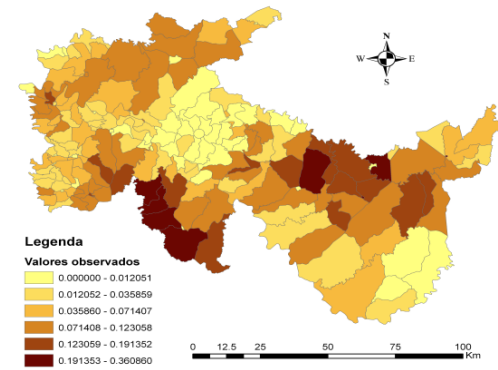 N
W E
S
Legenda
Valores observados
0.000000 - 0.012051
0.012052 - 0.035859
0.035860 - 0.071407
0.071408 - 0.123058
0.123059 - 0.191352
0.191353 - 0.360860
0 12.5 25 50 75 100
Km